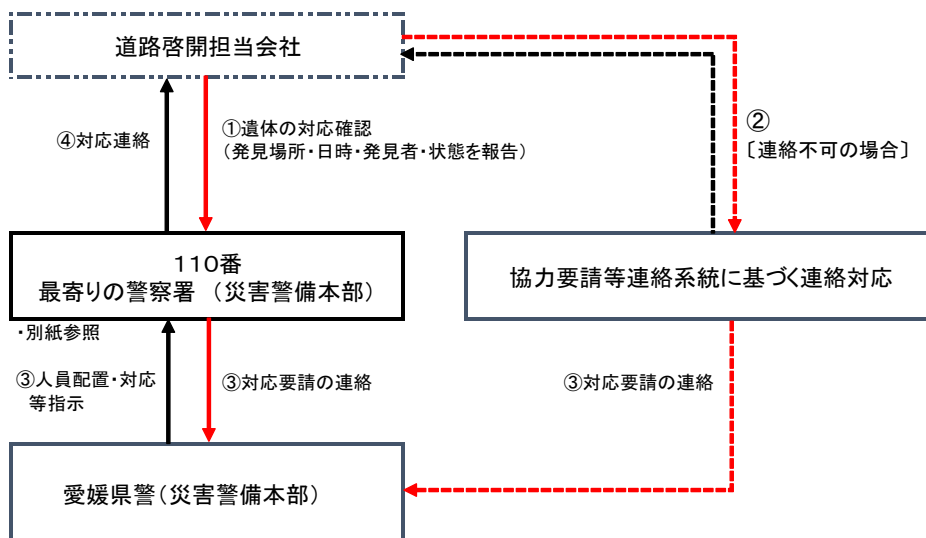 道路啓開担当会社
④対応連絡
①遺体の対応確認
（発見場所・日時・発見者・状態を報告）
②
〔連絡不可の場合〕
110番
最寄りの警察署 （災害警備本部）
協力要請等連絡系統に基づく連絡対応
・別紙参照
③人員配置・対応
等指示
③対応要請の連絡
③対応要請の連絡
愛媛県警（災害警備本部）